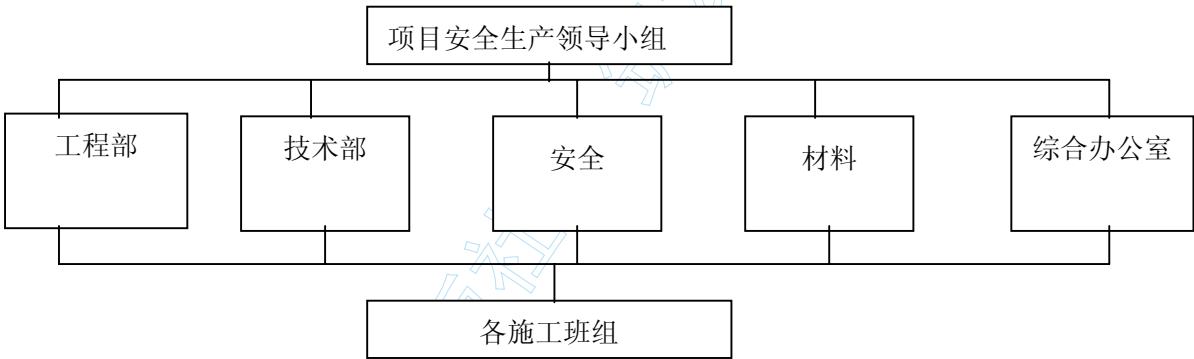 项目安全生产领导小组
工程部
技术部
安全
材料
综合办公室
各施工班组